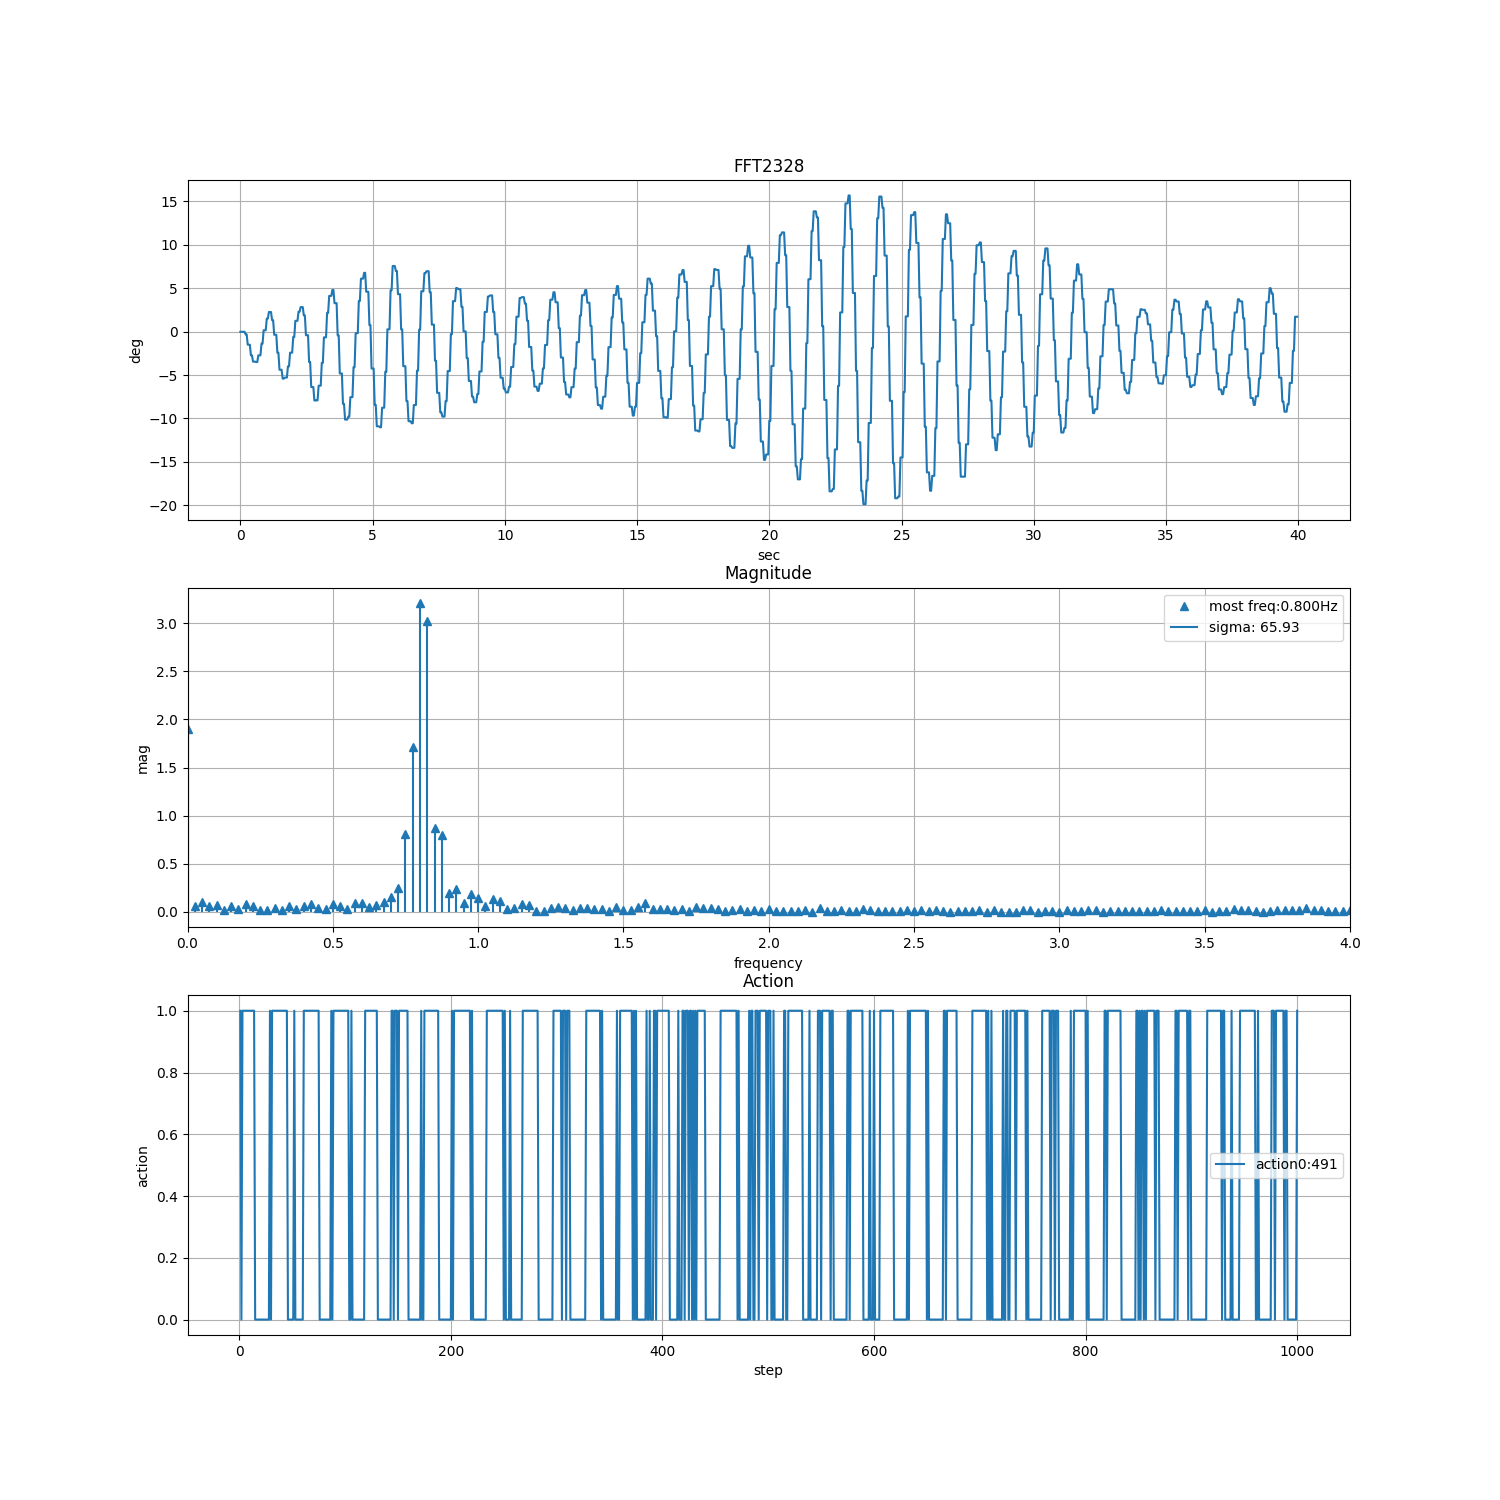 FFT2328
15
10
5
0
−5
−10
−15
−20
deg
0 5 10 15 20 25 30 35 40
sec
Magnitude
most freq:0.800Hz
sigma: 65.93
3.0
2.5
2.0
1.5
1.0
0.5
0.0
mag
0.0 0.5 1.0 1.5 2.0 2.5 3.0 3.5 4.0
frequency
Action
1.0
0.8
0.6
0.4
0.2
0.0
action
action0:491
0 200 400 600 800 1000
step